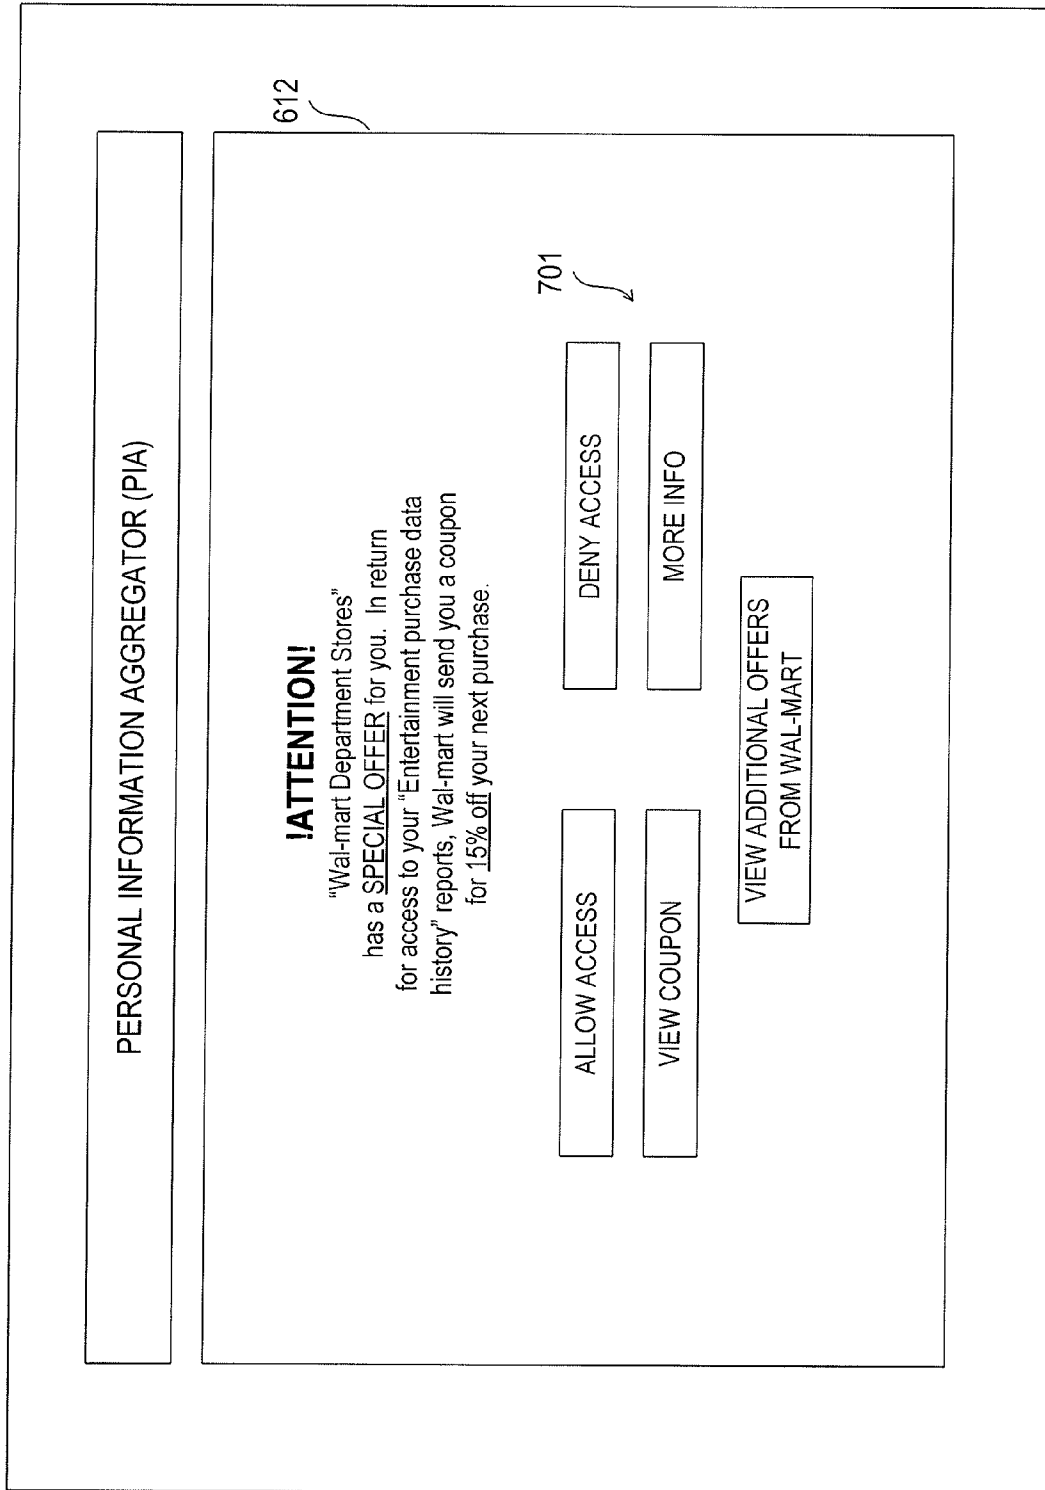 PERSONAL INFORMATION AGGREGATOR (PIA)
612
!ATTENTION!
"Wal-mart Department Stores"
has a SPECIAL OFFER for you. In return
for access to your "Entertainment purchase data
history" reports, Wal-mart will send you a coupon
for 15% off your next purchase.
701
ALLOW ACCESS
DENY ACCESS
VIEW COUPON
MORE INFO
VIEW ADDITIONAL OFFERS
FROM WAL-MART